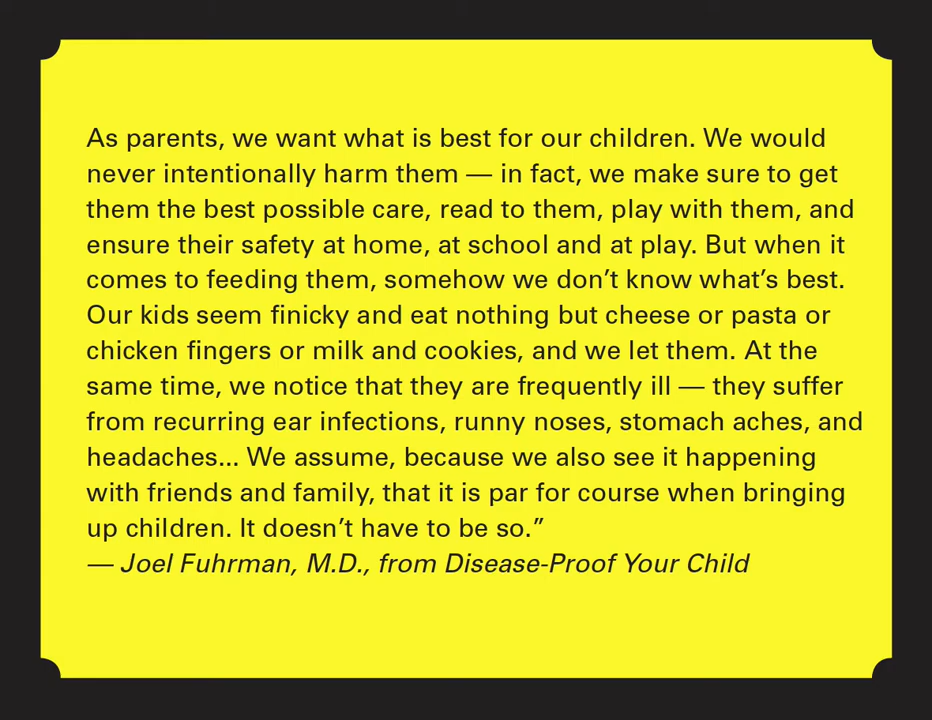 As parents, we want what is best for our children. We would
never intentionally harm them — in fact, we make sure to get
them the best possible care, read to them, play with them, and
ensure their safety at home, at school and at play. But when it
comes to feeding them, somehow we don’t know what’s best.
Our kids seem finicky and eat nothing but cheese or pasta or
chicken fingers or milk and cookies, and we let them. At the
same time, we notice that they are frequently ill — they suffer
from recurring ear infections, runny noses, stomach aches, and
headaches... We assume, because we also see it happening
with friends and family, that it is par for course when bringing
up children. It doesn’t have to be so.”
— Joel Fuhrman, M.D., from Disease-Proof Your Child